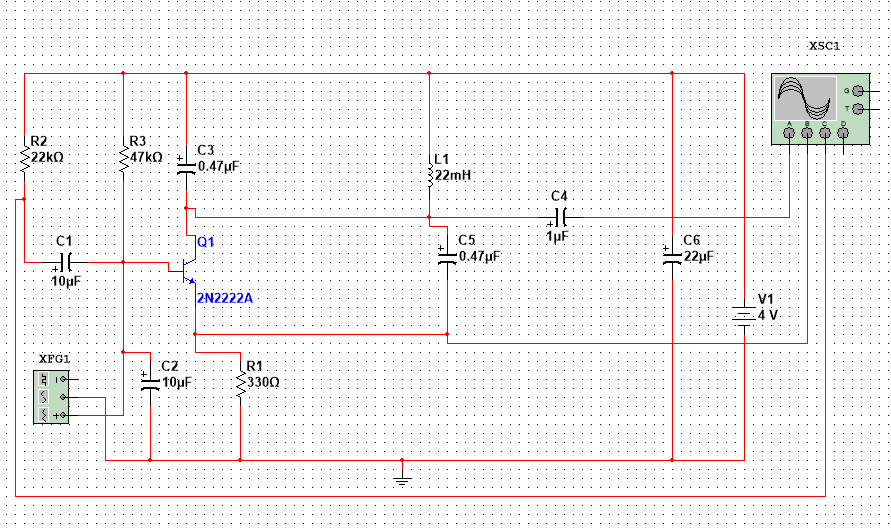 XSC1
G
T
A B C D
R2
22kΩ
R3
47kΩ
C3
0.47µF
L1
22mH
C4
1µF
C1
10µF
Q1
2N2222A
C5
0.47µF
C6
22µF
V1
4 V
XFG1
C2
10µF
R1
330Ω